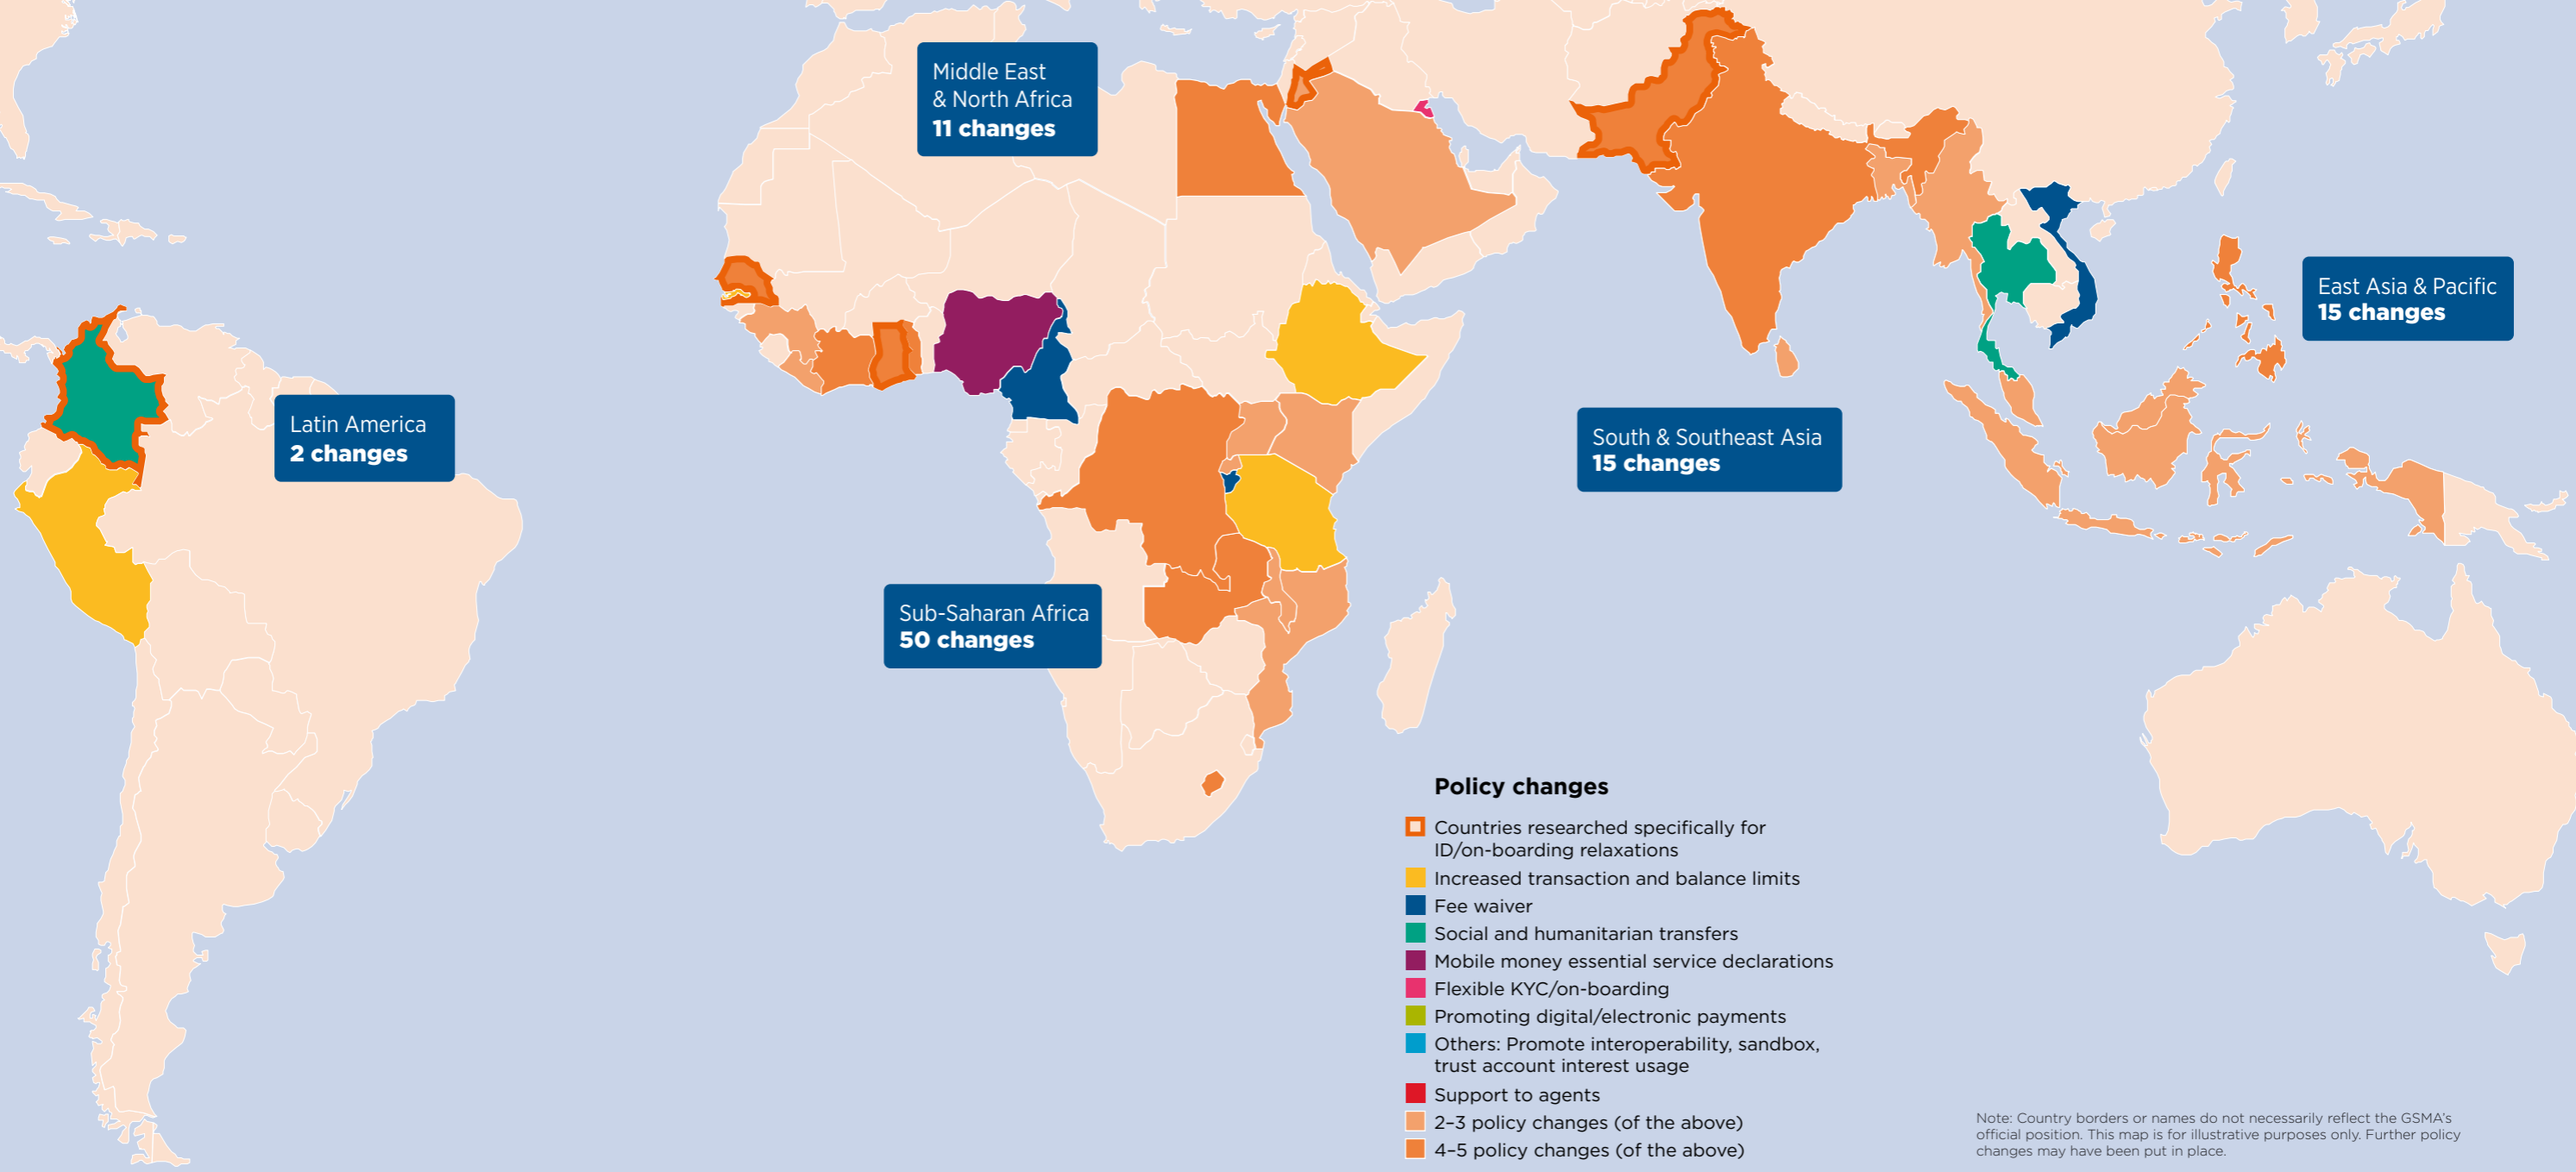 Middle East
& North Africa
11 changes
East Asia & Pacific
15 changes
Latin America
2 changes
South & Southeast Asia
15 changes
Sub-Saharan Africa
50 changes
Policy changes
Countries researched specifically for
ID/on-boarding relaxations
Increased transaction and balance limits
Fee waiver
Social and humanitarian transfers
Mobile money essential service declarations
Flexible KYC/on-boarding
Promoting digital/electronic payments
Others: Promote interoperability, sandbox,
trust account interest usage
Support to agents
2–3 policy changes (of the above)
4–5 policy changes (of the above)
Note: Country borders or names do not necessarily reflect the GSMA's
official position. This map is for illustrative purposes only. Further policy
changes may have been put in place.